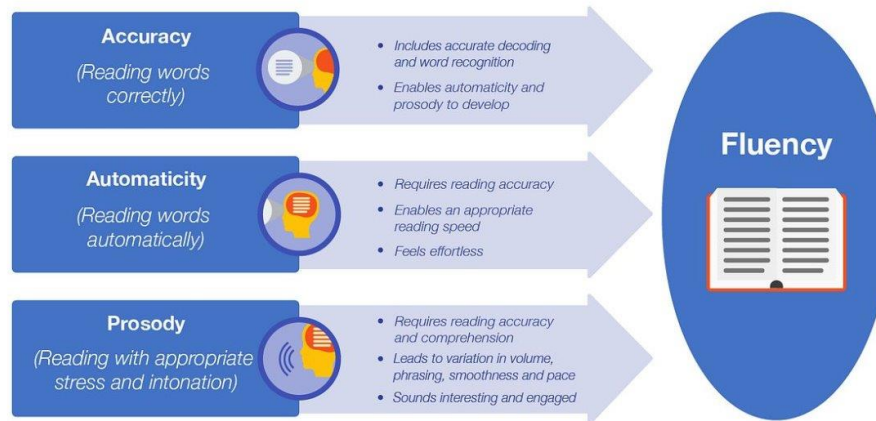 Accuracy
(Reading words
correctly)
• Includes accurate decoding
and word recognition
• Enables automaticity and
prosody to develop
Automaticity
(Reading words
automatically)
• Requires reading accuracy
• Enables an appropriate
reading speed
• Feels effortless
Prosody
(Reading with appropriate
stress and intonation)
• Requires reading accuracy
and comprehension
• Leads to variation in volume,
phrasing, smoothness and pace
• Sounds interesting and engaged
Fluency